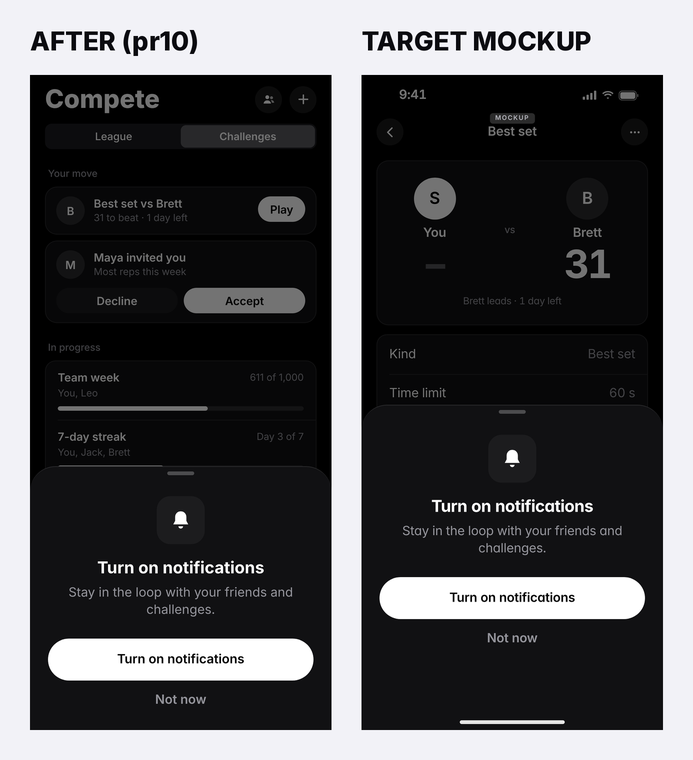 AFTER (pr10)
Compete
League
Challenges
Your move
B
Best set vs Brett
31 to beat · 1 day left
Play
M
Maya invited you
Most reps this week
Decline
Accept
In progress
Team week
611 of 1,000
You, Leo
7-day streak
Day 3 of 7
You, Jack, Brett
Turn on notifications
Stay in the loop with your friends and
challenges.
Turn on notifications
Not now
TARGET MOCKUP
9:41
MOCKUP
Best set
S
B
You
vs
Brett
–
31
Brett leads · 1 day left
Kind
Best set
Time limit
60 s
Turn on notifications
Stay in the loop with your friends and
challenges.
Turn on notifications
Not now